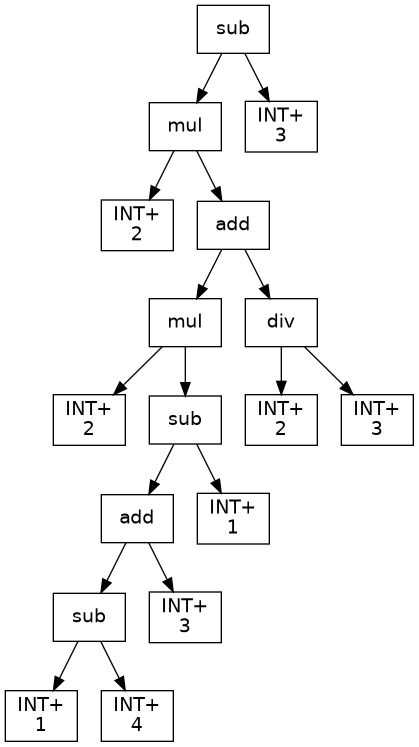 sub
mul
INT+
3
INT+
2
add
mul
div
INT+
2
sub
INT+
2
INT+
3
add
INT+
1
sub
INT+
3
INT+
1
INT+
4